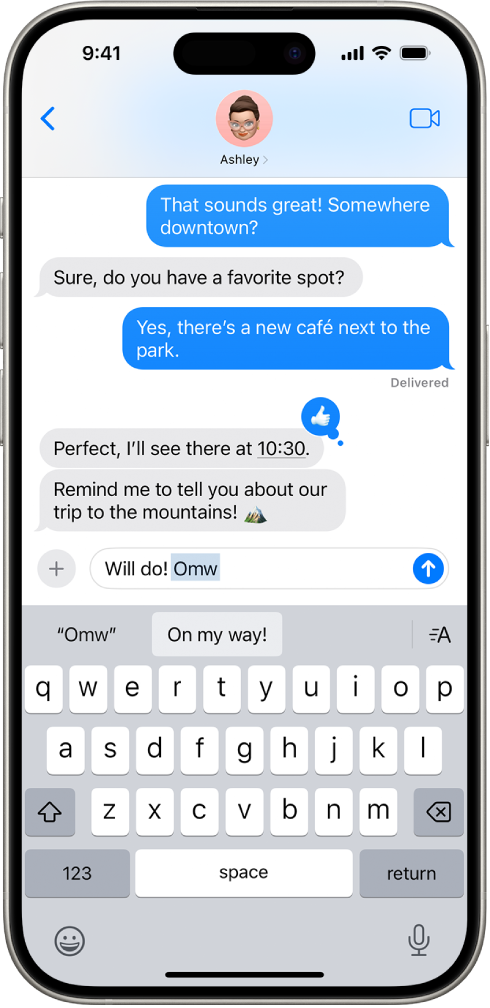 9:41
Ashley
That sounds great! Somewhere
downtown?
Sure, do you have a favorite spot?
Yes, there’s a new café next to the
park.
Delivered
Perfect, I’ll see there at 10:30.
Remind me to tell you about our
trip to the mountains! 🏔️
Will do! Omw
“Omw” On my way! A
q w e r t y u i o p
a s d f g h j k l
z x c v b n m
123 space return